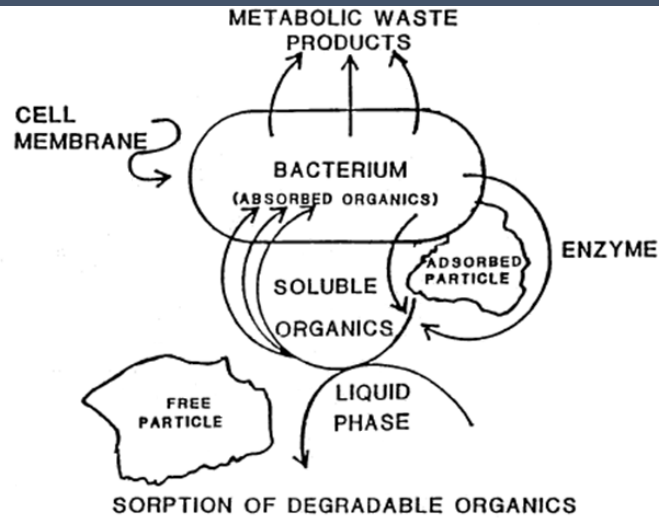 METABOLIC WASTE
PRODUCTS
CELL
MEMBRANE
BACTERIUM
(ABSORBED ORGANICS)
ENZYME
ADSORBED
PARTICLE
SOLUBLE
ORGANICS
LIQUID
PHASE
FREE
PARTICLE
SORPTION OF DEGRADABLE ORGANICS